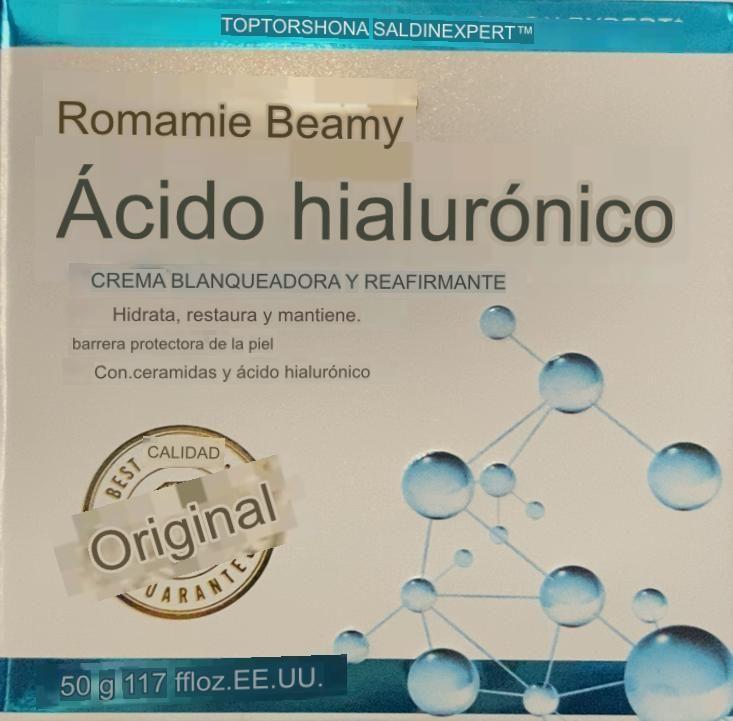 TOPTORSHONA SALDINEXPERT™
Romamie Beamy
Ácido hialurónico
CREMA BLANQUEADORA Y REAFIRMANTE
Hidrata, restaura y mantiene.
barrera protectora de la piel
Con.ceramidas y ácido hialurónico
BEST
CALIDAD
Original
50 g 117 ffloz.EE.UU.